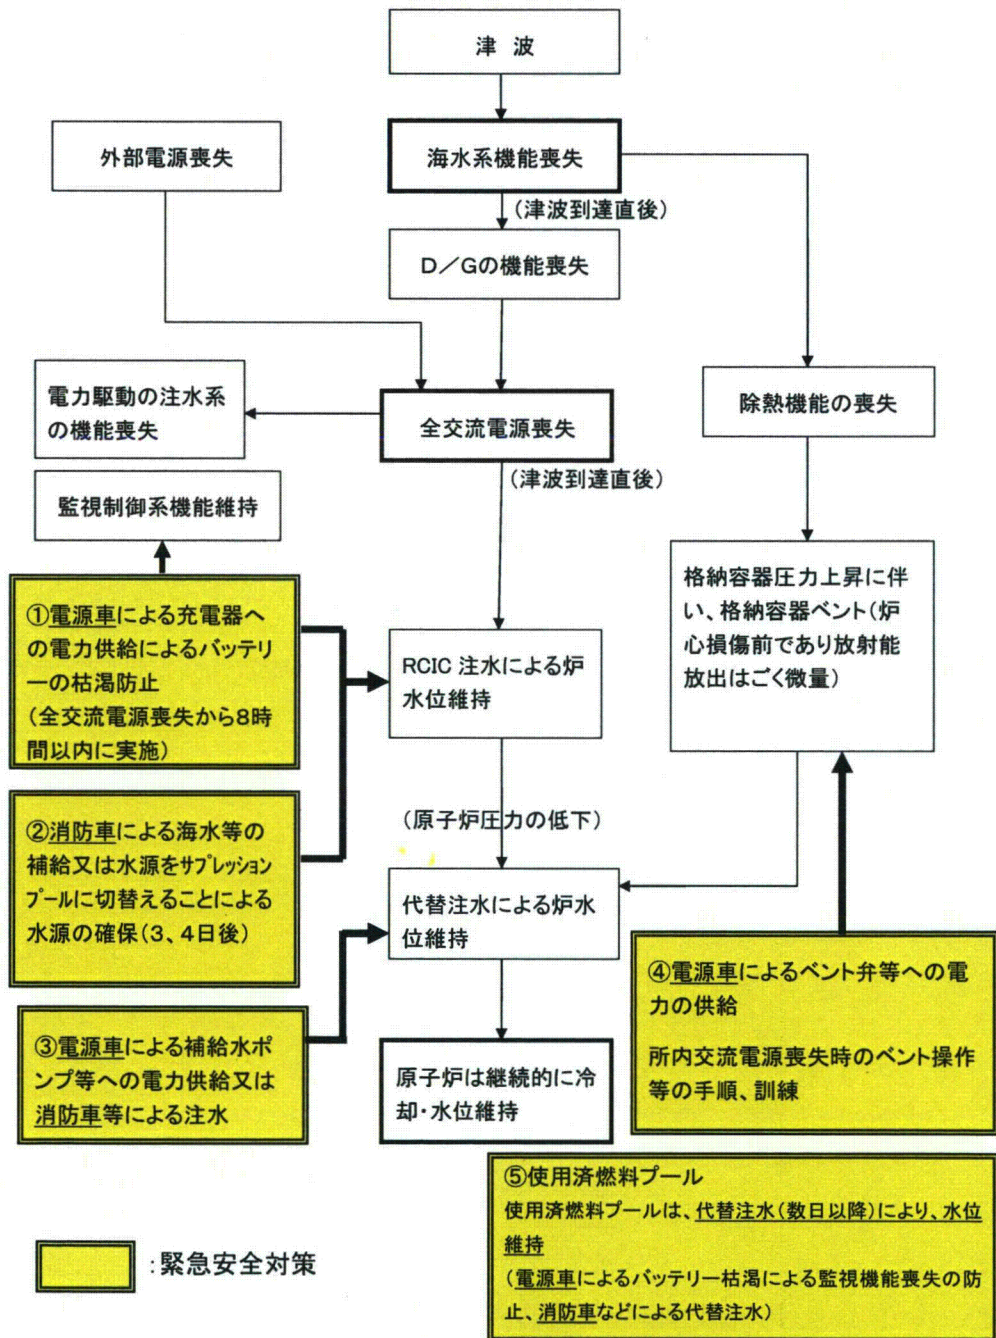 津 波
外部電源喪失
海水系機能喪失
(津波到達直後)
D/Gの機能喪失
電力駆動の注水系
の機能喪失
全交流電源喪失
除熱機能の喪失
(津波到達直後)
監視制御系機能維持
①電源車による充電器へ
の電力供給によるバッテリ
ーの枯渇防止
(全交流電源喪失から8時
間以内に実施)
RCIC 注水による炉
水位維持
格納容器圧力上昇に伴
い、格納容器ベント(炉
心損傷前であり放射能
放出はごく微量)
②消防車による海水等の
補給又は水源をサプレッション
プールに切替えることによる
水源の確保(3、4日後)
(原子炉圧力の低下)
代替注水による炉水
位維持
③電源車による補給水ポ
ンプ等への電力供給又は
消防車等による注水
原子炉は継続的に冷
却・水位維持
④電源車によるベント弁等への電
力の供給
所内交流電源喪失時のベント操作
等の手順、訓練
⑤使用済燃料プール
使用済燃料プールは、代替注水(数日以降)により、水位
維持
(電源車によるバッテリー枯渇による監視機能喪失の防
止、消防車などによる代替注水)
:緊急安全対策